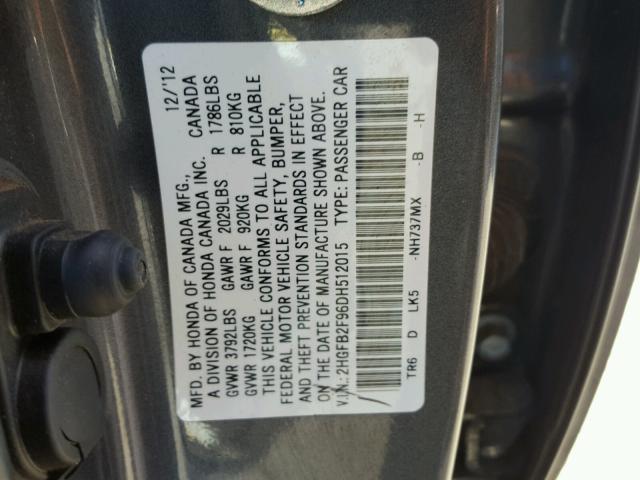 MFD. BY HONDA OF CANADA MFG., 12/'12
A DIVISION OF HONDA CANADA INC. CANADA
GVWR 3792LBS GAWR F 2029LBS R 1786LBS
GVWR 1720KG GAWR F 920KG R 810KG
THIS VEHICLE CONFORMS TO ALL APPLICABLE
FEDERAL MOTOR VEHICLE SAFETY, BUMPER,
AND THEFT PREVENTION STANDARDS IN EFFECT
ON THE DATE OF MANUFACTURE SHOWN ABOVE.
V.I.N.: 2HGFB2F96DH512015 TYPE: PASSENGER CAR
TR6 D LK5 -NH737MX -B -H